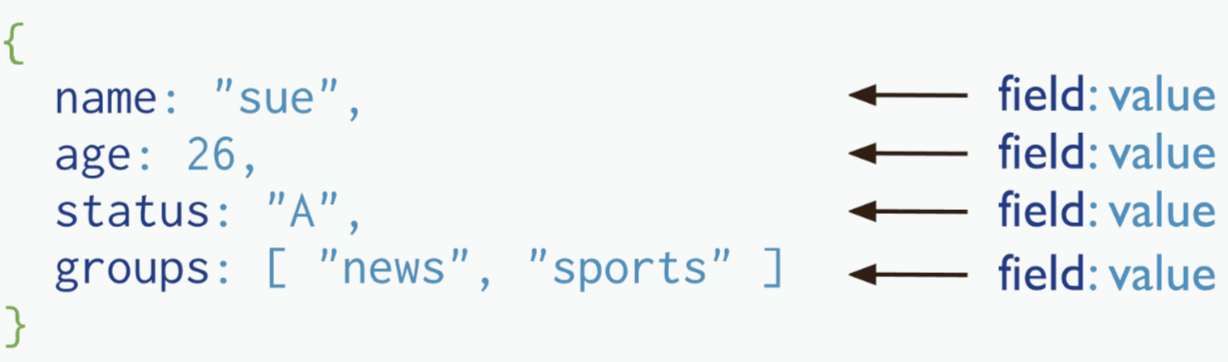 {
name: "sue", field: value
age: 26, field: value
status: "A", field: value
groups: [ "news", "sports" ] field: value
}